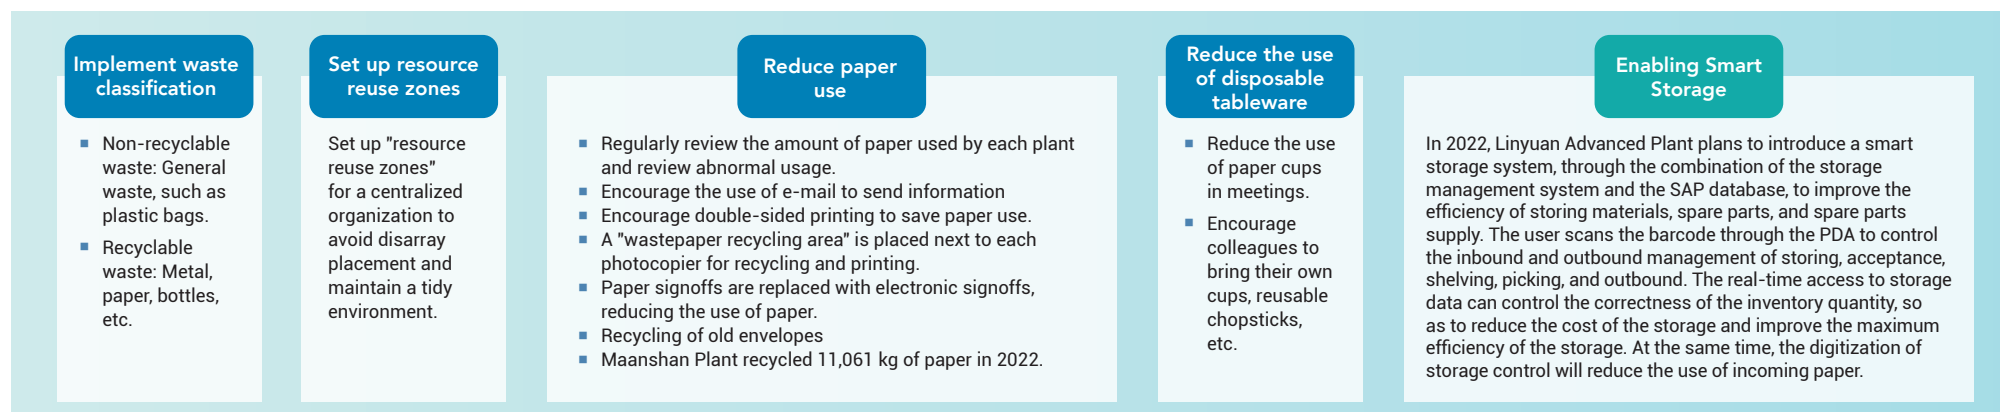 Implement waste
classification
■ Non-recyclable
waste: General
waste, such as
plastic bags.
■ Recyclable
waste: Metal,
paper, bottles,
etc.
Set up resource
reuse zones
Set up "resource
reuse zones"
for a centralized
organization to
avoid disarray
placement and
maintain a tidy
environment.
Reduce paper
use
■ Regularly review the amount of paper used by each plant
and review abnormal usage.
■ Encourage the use of e-mail to send information
■ Encourage double-sided printing to save paper use.
■ A "wastepaper recycling area" is placed next to each
photocopier for recycling and printing.
■ Paper signoffs are replaced with electronic signoffs,
reducing the use of paper.
■ Recycling of old envelopes
■ Maanshan Plant recycled 11,061 kg of paper in 2022.
Reduce the use
of disposable
tableware
■ Reduce the use
of paper cups
in meetings.
■ Encourage
colleagues to
bring their own
cups, reusable
chopsticks,
etc.
Enabling Smart
Storage
In 2022, Linyuan Advanced Plant plans to introduce a smart
storage system, through the combination of the storage
management system and the SAP database, to improve the
efficiency of storing materials, spare parts, and spare parts
supply. The user scans the barcode through the PDA to control
the inbound and outbound management of storing, acceptance,
shelving, picking, and outbound. The real-time access to storage
data can control the correctness of the inventory quantity, so
as to reduce the cost of the storage and improve the maximum
efficiency of the storage. At the same time, the digitization of
storage control will reduce the use of incoming paper.